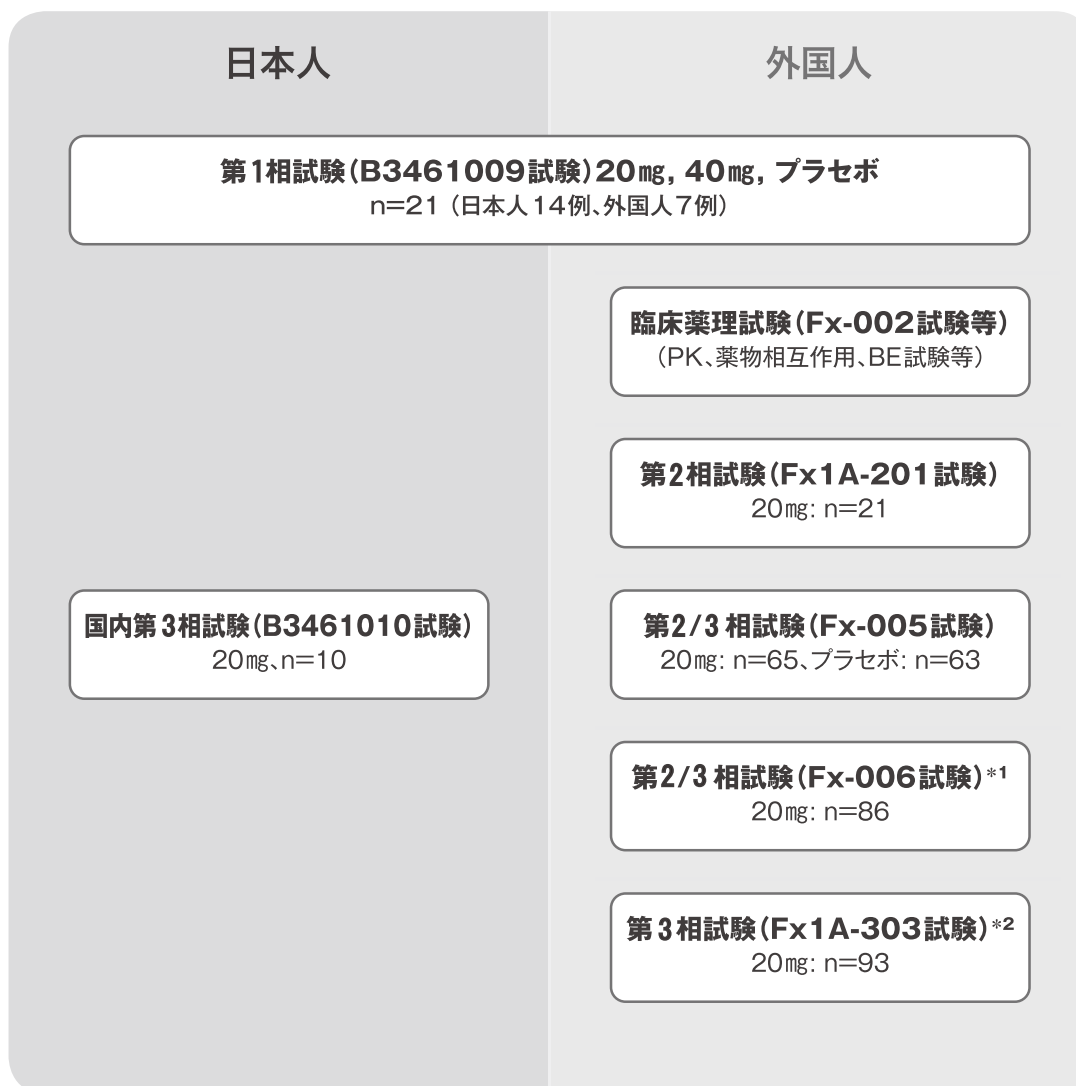 日本人
外国人
第1相試験（B3461009試験）20㎎, 40㎎, プラセボ
n=21（日本人14例、外国人7例）
臨床薬理試験（Fx-002試験等）
（PK、薬物相互作用、BE試験等）
第2相試験（Fx1A-201試験）
20㎎: n=21
国内第3相試験（B3461010試験）
20㎎、n=10
第2/3相試験（Fx-005試験）
20㎎: n=65、プラセボ: n=63
第2/3相試験（Fx-006試験）*1
20㎎: n=86
第3相試験（Fx1A-303試験）*2
20㎎: n=93